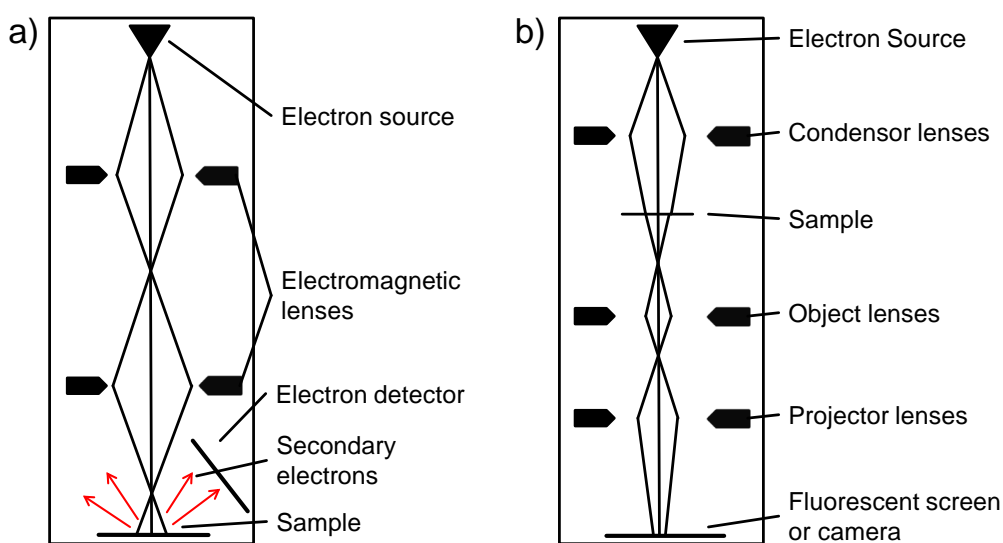 a)
Electron source
Electromagnetic
lenses
Electron detector
Secondary
electrons
Sample
b)
Electron Source
Condensor lenses
Sample
Object lenses
Projector lenses
Fluorescent screen
or camera